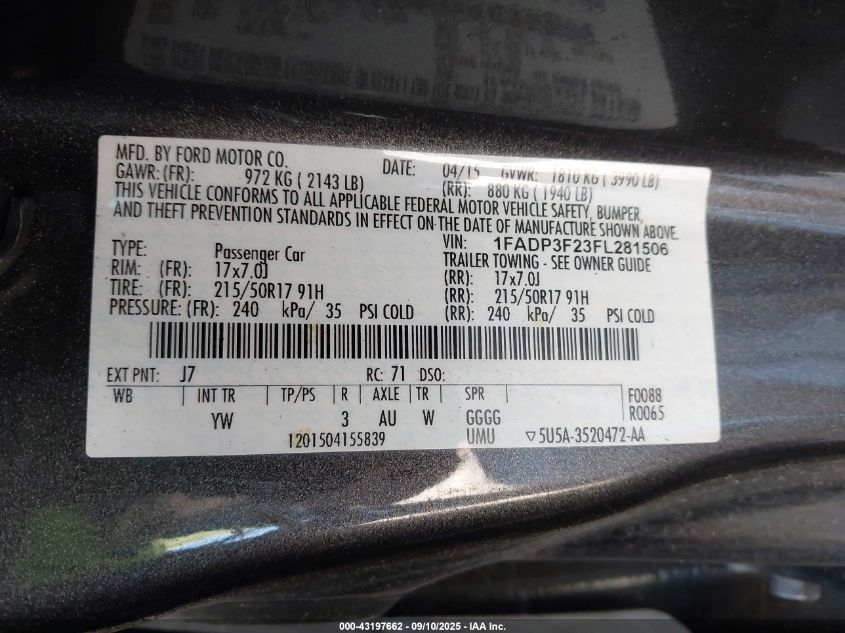 MFD. BY FORD MOTOR CO. DATE: 04/15 GVWR: 1810 KG ( 3990 LB)
GAWR: (FR): 972 KG ( 2143 LB) (RR): 880 KG ( 1940 LB)
THIS VEHICLE CONFORMS TO ALL APPLICABLE FEDERAL MOTOR VEHICLE SAFETY, BUMPER,
AND THEFT PREVENTION STANDARDS IN EFFECT ON THE DATE OF MANUFACTURE SHOWN ABOVE.
VIN: 1FADP3F23FL281506
TYPE: Passenger Car TRAILER TOWING - SEE OWNER GUIDE
RIM: (FR): 17x7.0J (RR): 17x7.0J
TIRE: (FR): 215/50R17 91H (RR): 215/50R17 91H
PRESSURE: (FR): 240 kPa/ 35 PSI COLD (RR): 240 kPa/ 35 PSI COLD
EXT PNT: J7 RC: 71 DSO:
WB INT TR TP/PS R AXLE TR SPR F0088
YW 3 AU W GGGG R0065
1201504155839 UMU ▽5U5A-3520472-AA
000-43197662 - 09/10/2025 - IAA Inc.